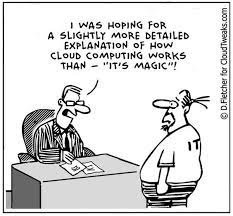 I WAS HOPING FOR
A SLIGHTLY MORE DETAILED
EXPLANATION OF HOW
CLOUD COMPUTING WORKS
THAN – "IT'S MAGIC"!
IT
© D.Fletcher for CloudTweaks.com